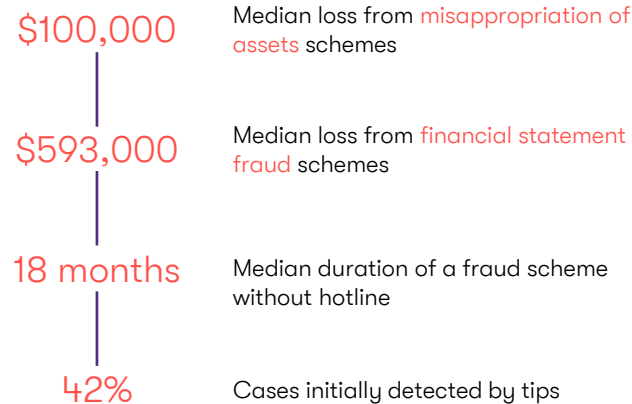 $100,000
Median loss from misappropriation of
assets schemes
$593,000
Median loss from financial statement
fraud schemes
18 months
Median duration of a fraud scheme
without hotline
42%
Cases initially detected by tips